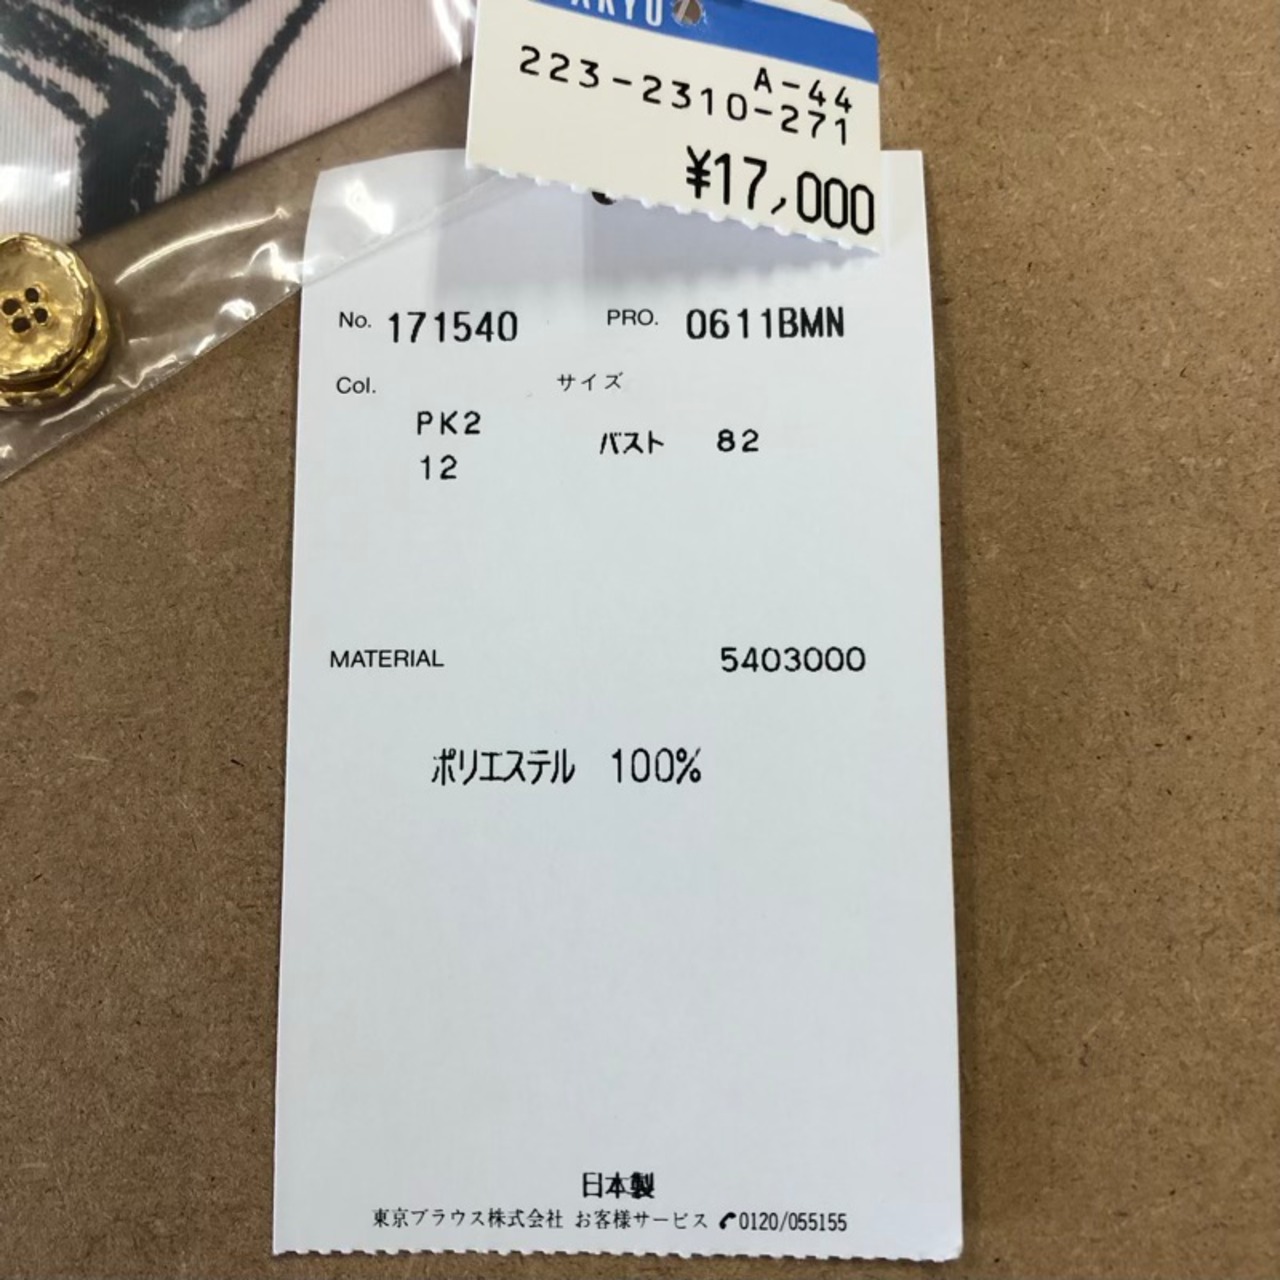 A-44
223-2310-271
¥17,000
No. 171540 PRO. 0611BMN
Col. サイズ
PK2
バスト 82
12
MATERIAL 5403000
ポリエステル 100%
日本製
東京ブラウス株式会社 お客様サービス 0120/055155